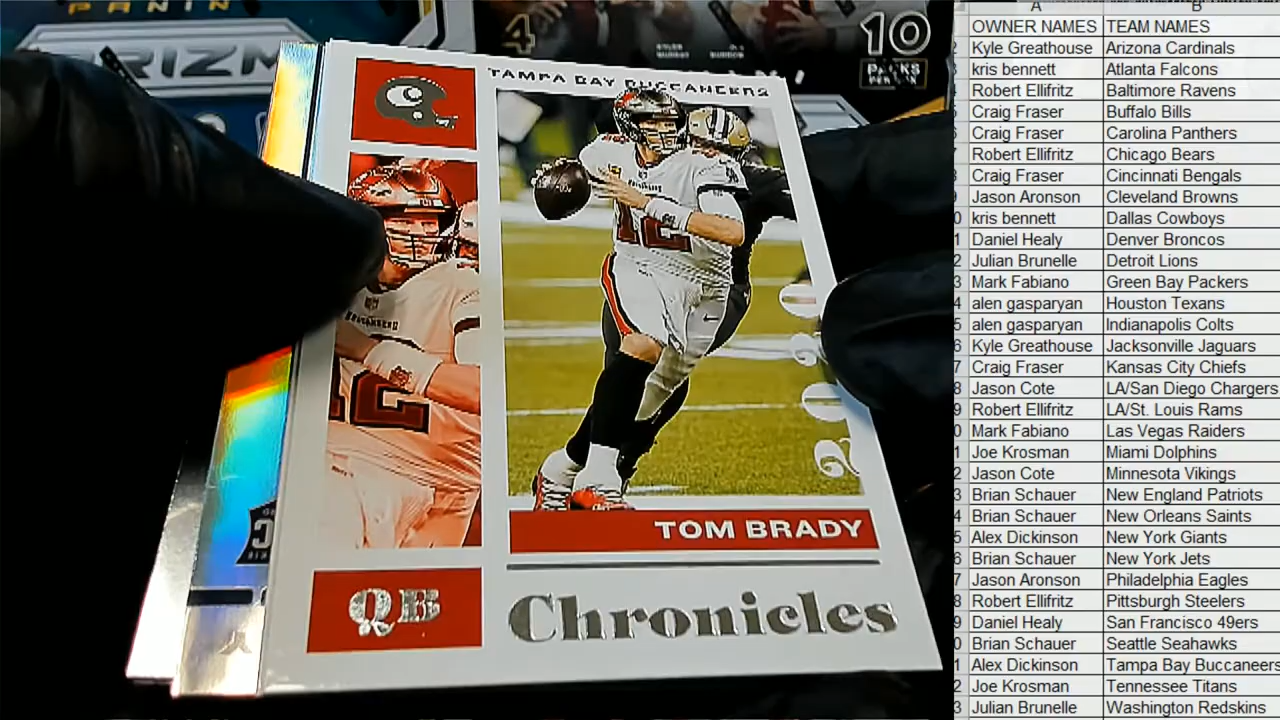 PANINI
PRIZM
4
10
PACKS
TAMPA BAY BUCCANEERS
12
2020
TOM BRADY
QB
Chronicles
A B
OWNER NAMES TEAM NAMES
Kyle Greathouse Arizona Cardinals
kris bennett Atlanta Falcons
Robert Ellifritz Baltimore Ravens
Craig Fraser Buffalo Bills
Craig Fraser Carolina Panthers
Robert Ellifritz Chicago Bears
Craig Fraser Cincinnati Bengals
Jason Aronson Cleveland Browns
kris bennett Dallas Cowboys
Daniel Healy Denver Broncos
Julian Brunelle Detroit Lions
Mark Fabiano Green Bay Packers
alen gasparyan Houston Texans
alen gasparyan Indianapolis Colts
Kyle Greathouse Jacksonville Jaguars
Craig Fraser Kansas City Chiefs
Jason Cote LA/San Diego Chargers
Robert Ellifritz LA/St. Louis Rams
Mark Fabiano Las Vegas Raiders
Joe Krosman Miami Dolphins
Jason Cote Minnesota Vikings
Brian Schauer New England Patriots
Brian Schauer New Orleans Saints
Alex Dickinson New York Giants
Brian Schauer New York Jets
Jason Aronson Philadelphia Eagles
Robert Ellifritz Pittsburgh Steelers
Daniel Healy San Francisco 49ers
Brian Schauer Seattle Seahawks
Alex Dickinson Tampa Bay Buccaneers
Joe Krosman Tennessee Titans
Julian Brunelle Washington Redskins